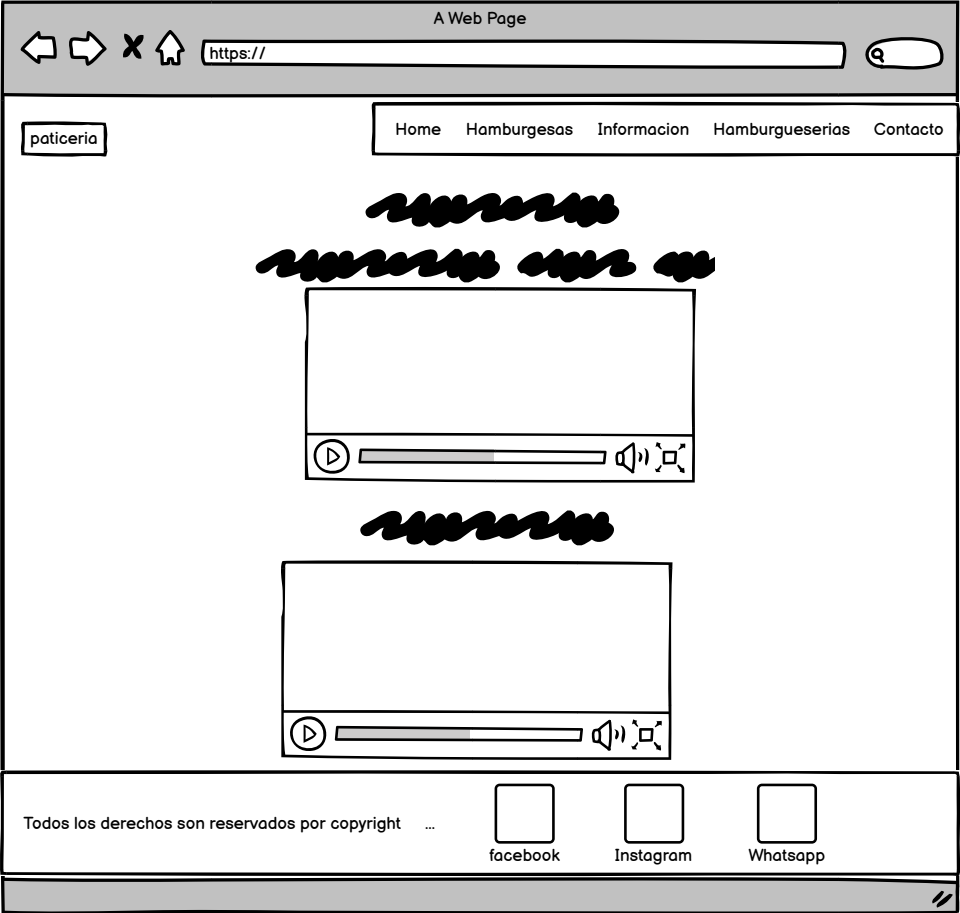 A Web Page
https://
paticeria
Home Hamburgesas Informacion Hamburgueserias Contacto
Todos los derechos son reservados por copyright ...
facebook Instagram Whatsapp